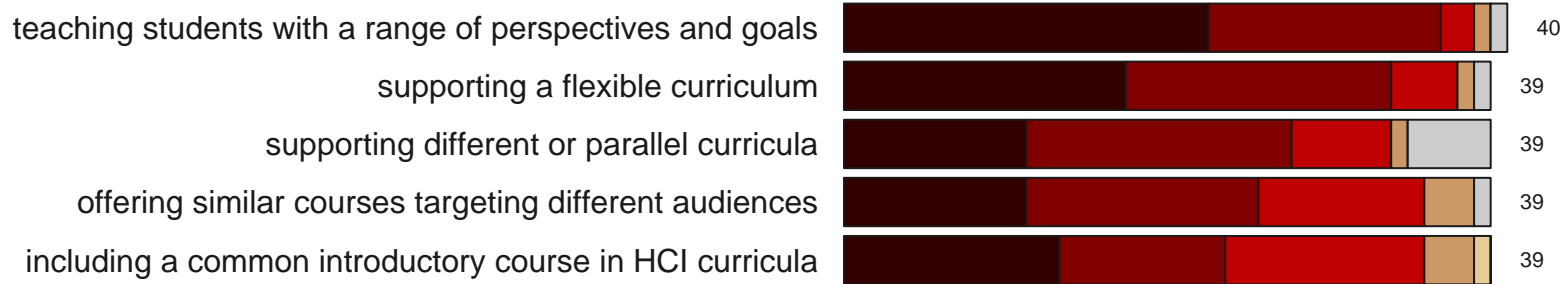 teaching students with a range of perspectives and goals 40
supporting a flexible curriculum 39
supporting different or parallel curricula 39
offering similar courses targeting different audiences 39
including a common introductory course in HCI curricula 39